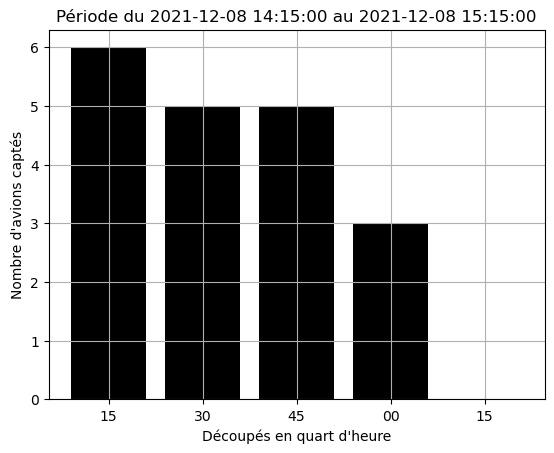 Période du 2021-12-08 14:15:00 au 2021-12-08 15:15:00
6
5
4
3
2
1
0
Nombre d'avions captés
15 30 45 00 15
Découpés en quart d'heure